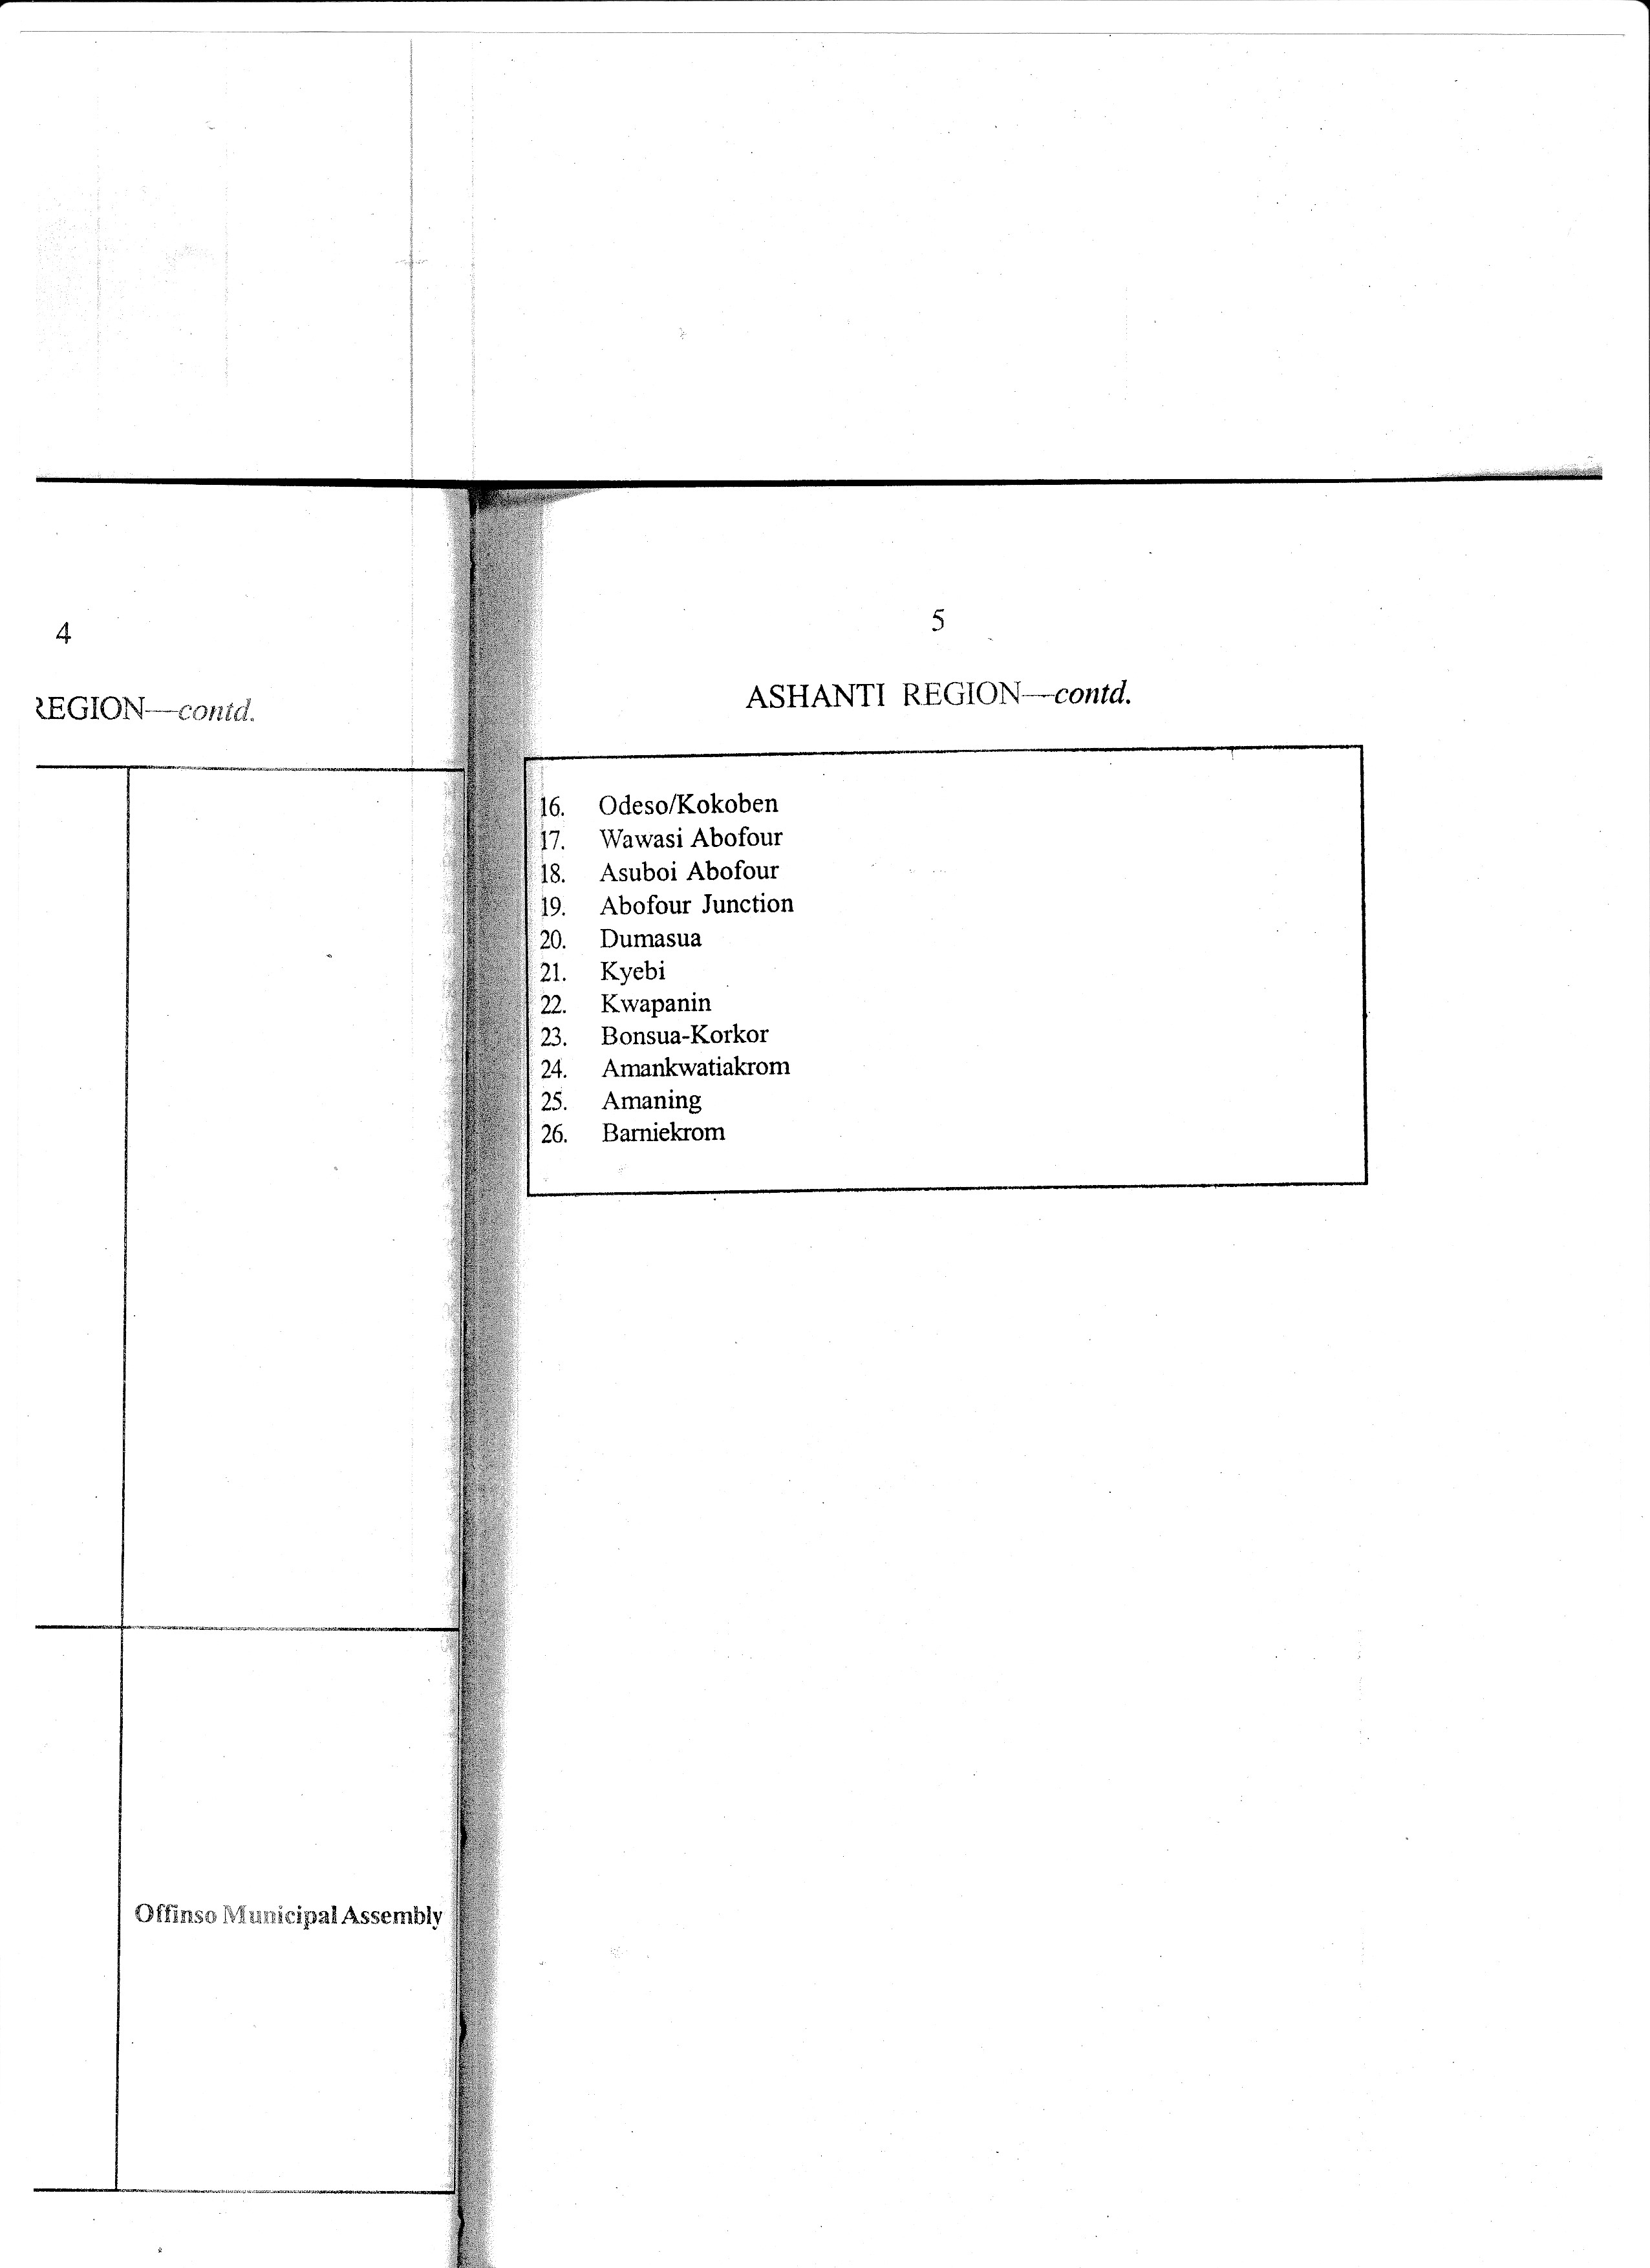 4
REGION—contd.
Offinso Municipal Assembly
5
ASHANTI REGION—contd.
16. Odeso/Kokoben
17. Wawasi Abofour
18. Asuboi Abofour
19. Abofour Junction
20. Dumasua
21. Kyebi
22. Kwapanin
23. Bonsua-Korkor
24. Amankwatiakrom
25. Amaning
26. Barniekrom